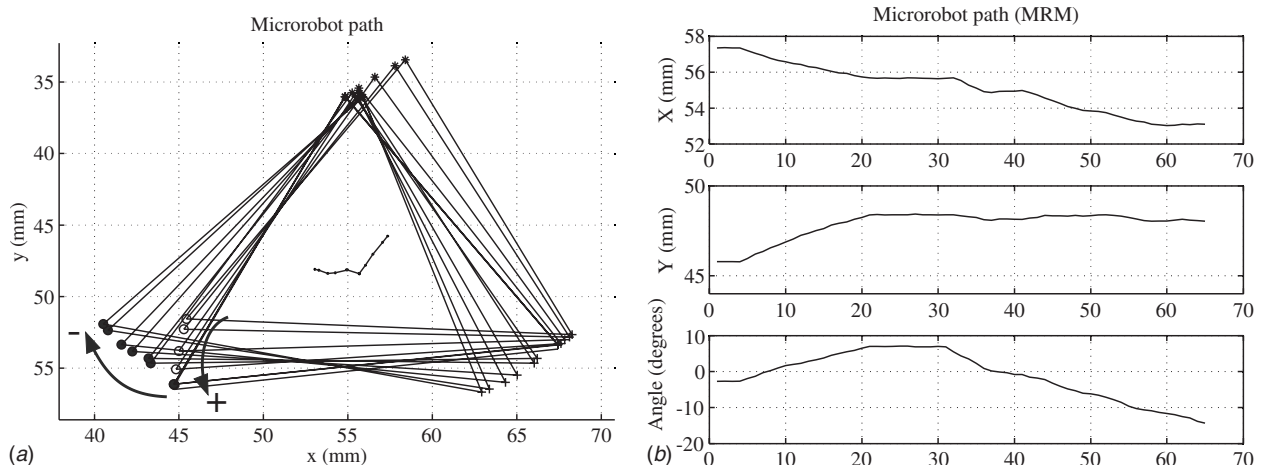 Microrobot path
35
40
45
50
55
y (mm)
40 45 50 55 60 65 70
x (mm)
-
+
(a)
Microrobot path (MRM)
58
56
54
52
X (mm)
0 10 20 30 40 50 60 70
50
45
Y (mm)
0 10 20 30 40 50 60 70
10
0
-10
-20
Angle (degrees)
0 10 20 30 40 50 60 70
(b)